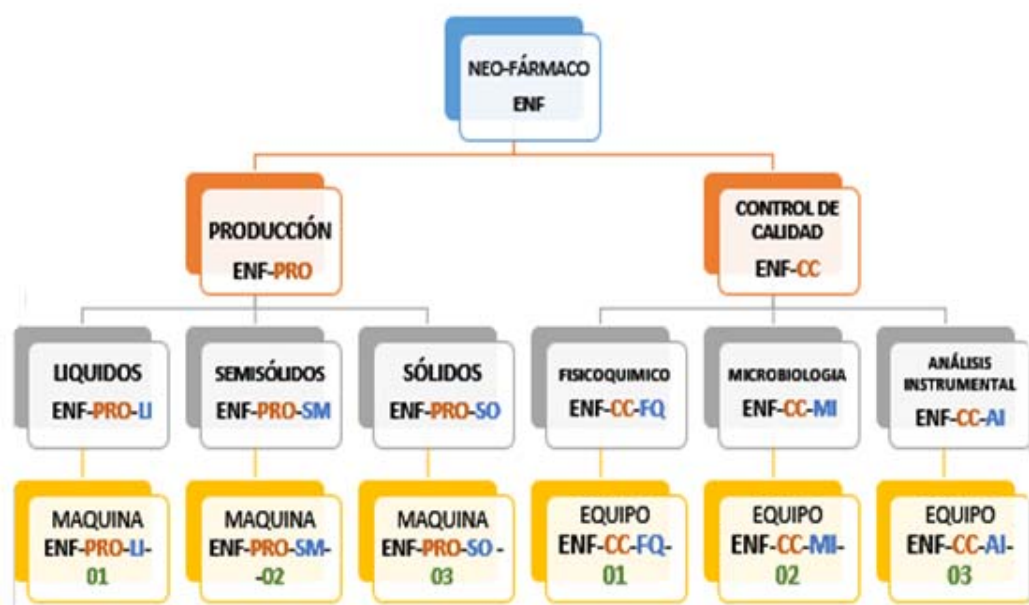 NEO-FÁRMACO
ENF
PRODUCCIÓN
ENF-PRO
CONTROL DE
CALIDAD
ENF-CC
LIQUIDOS
ENF-PRO-LI
SEMISÓLIDOS
ENF-PRO-SM
SÓLIDOS
ENF-PRO-SO
FISICOQUIMICO
ENF-CC-FQ
MICROBIOLOGIA
ENF-CC-MI
ANÁLISIS
INSTRUMENTAL
ENF-CC-AI
MAQUINA
ENF-PRO-LI-
01
MAQUINA
ENF-PRO-SM-
-02
MAQUINA
ENF-PRO-SO -
03
EQUIPO
ENF-CC-FQ-
01
EQUIPO
ENF-CC-MI-
02
EQUIPO
ENF-CC-AI-
03